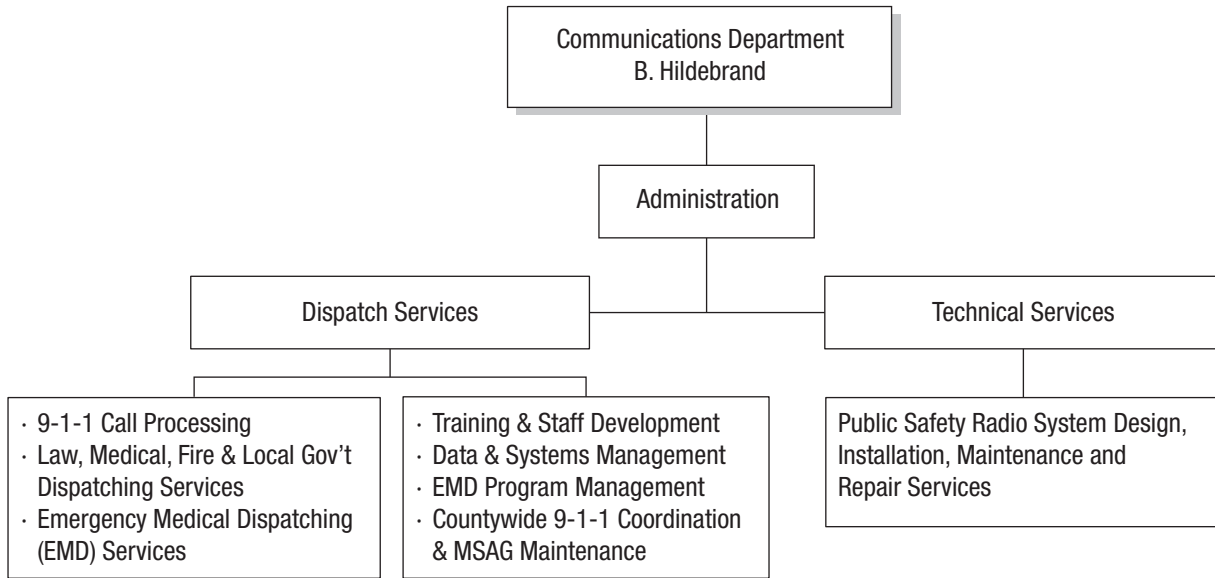 Communications Department
B. Hildebrand
Administration
Dispatch Services
Technical Services
· 9-1-1 Call Processing
· Law, Medical, Fire & Local Gov’t
Dispatching Services
· Emergency Medical Dispatching
(EMD) Services
· Training & Staff Development
· Data & Systems Management
· EMD Program Management
· Countywide 9-1-1 Coordination
& MSAG Maintenance
Public Safety Radio System Design,
Installation, Maintenance and
Repair Services